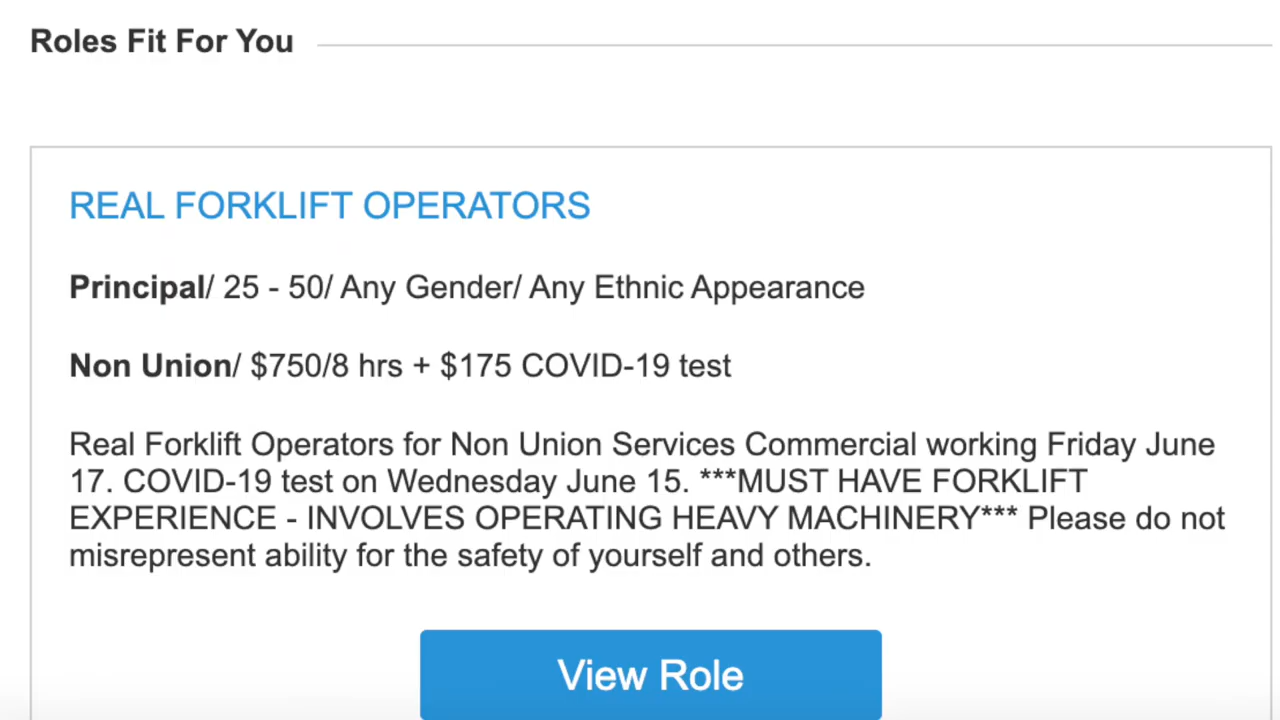 Roles Fit For You
REAL FORKLIFT OPERATORS
Principal/ 25 - 50/ Any Gender/ Any Ethnic Appearance
Non Union/ $750/8 hrs + $175 COVID-19 test
Real Forklift Operators for Non Union Services Commercial working Friday June
17. COVID-19 test on Wednesday June 15. ***MUST HAVE FORKLIFT
EXPERIENCE - INVOLVES OPERATING HEAVY MACHINERY*** Please do not
misrepresent ability for the safety of yourself and others.
View Role